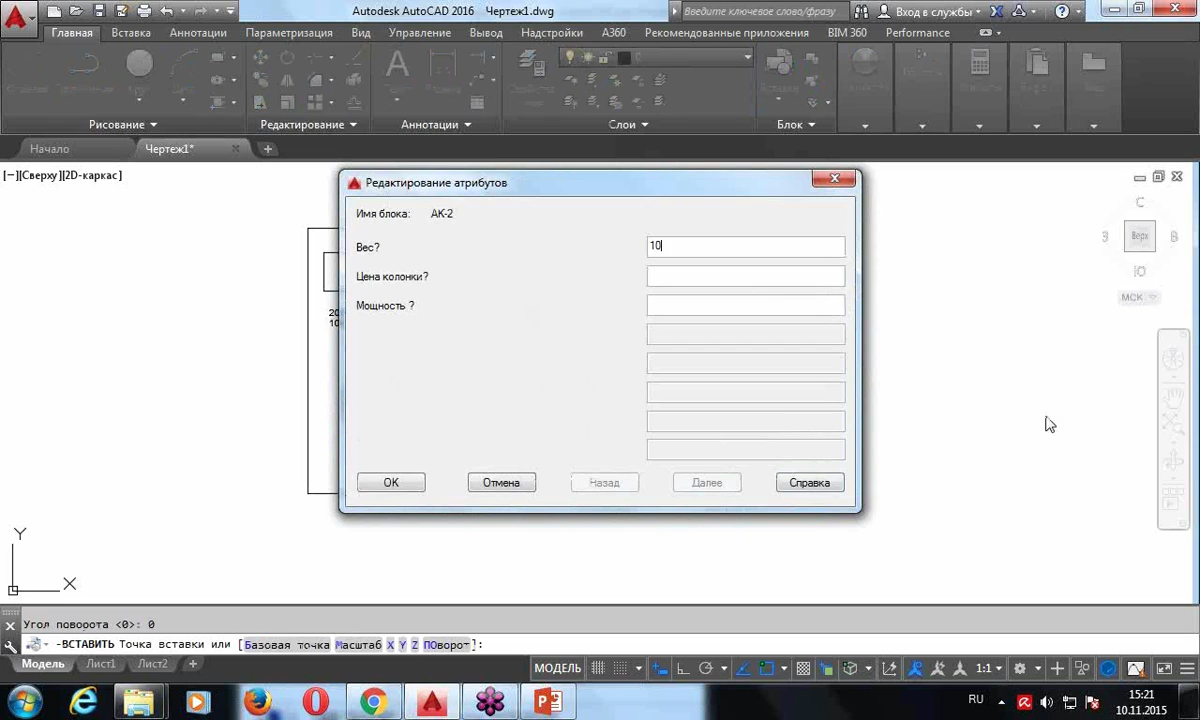 Autodesk AutoCAD 2016 Чертеж1.dwg
Введите ключевое слово/фразу
Вход в службы
Главная Вставка Аннотации Параметризация Вид Управление Вывод Надстройки A360 Рекомендованные приложения BIM 360 Performance
0
Рисование Редактирование Аннотации Слои Блок
Начало Чертеж1*
[−][Сверху][2D-каркас]
С
З Верх В
Ю
МСК
Редактирование атрибутов
Имя блока: АК-2
Вес? 10
Цена колонки?
Мощность ?
20
10
OK Отмена Назад Далее Справка
Y
X
Угол поворота <0>: 0
-ВСТАВИТЬ Точка вставки или [Базовая точка Масштаб X Y Z ПОворот]:
Модель Лист1 Лист2 +
МОДЕЛЬ 1:1
RU 15:21
10.11.2015